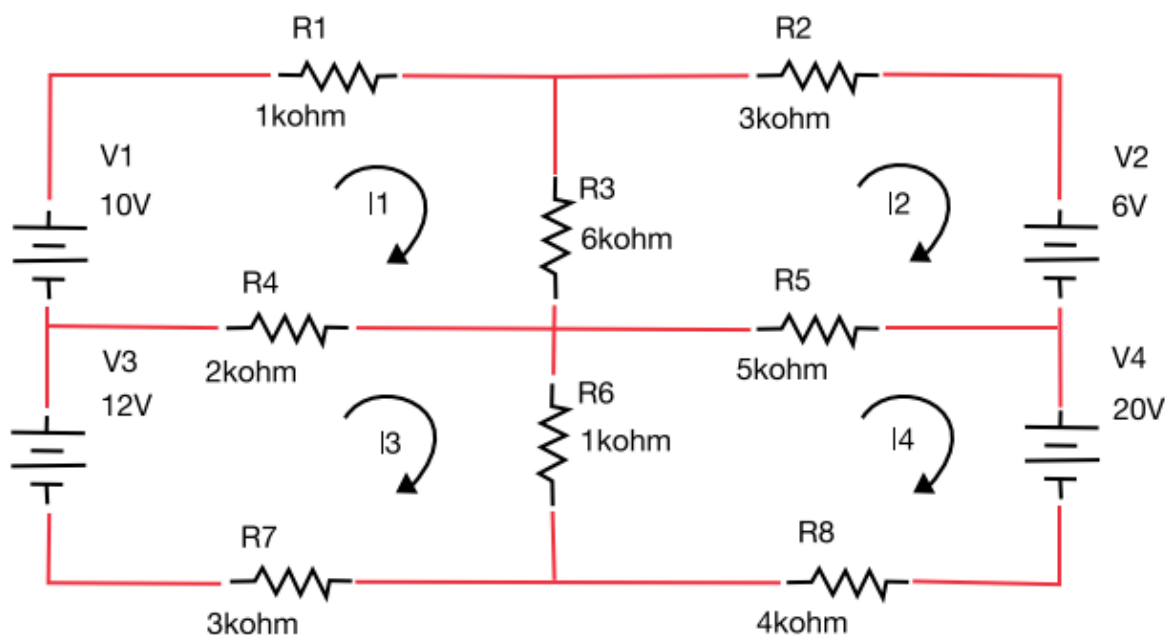 R1
R2
1kohm
3kohm
V1
10V
V2
6V
R3
6kohm
I1
I2
R4
R5
2kohm
5kohm
V3
12V
V4
20V
R6
1kohm
I3
I4
R7
R8
3kohm
4kohm